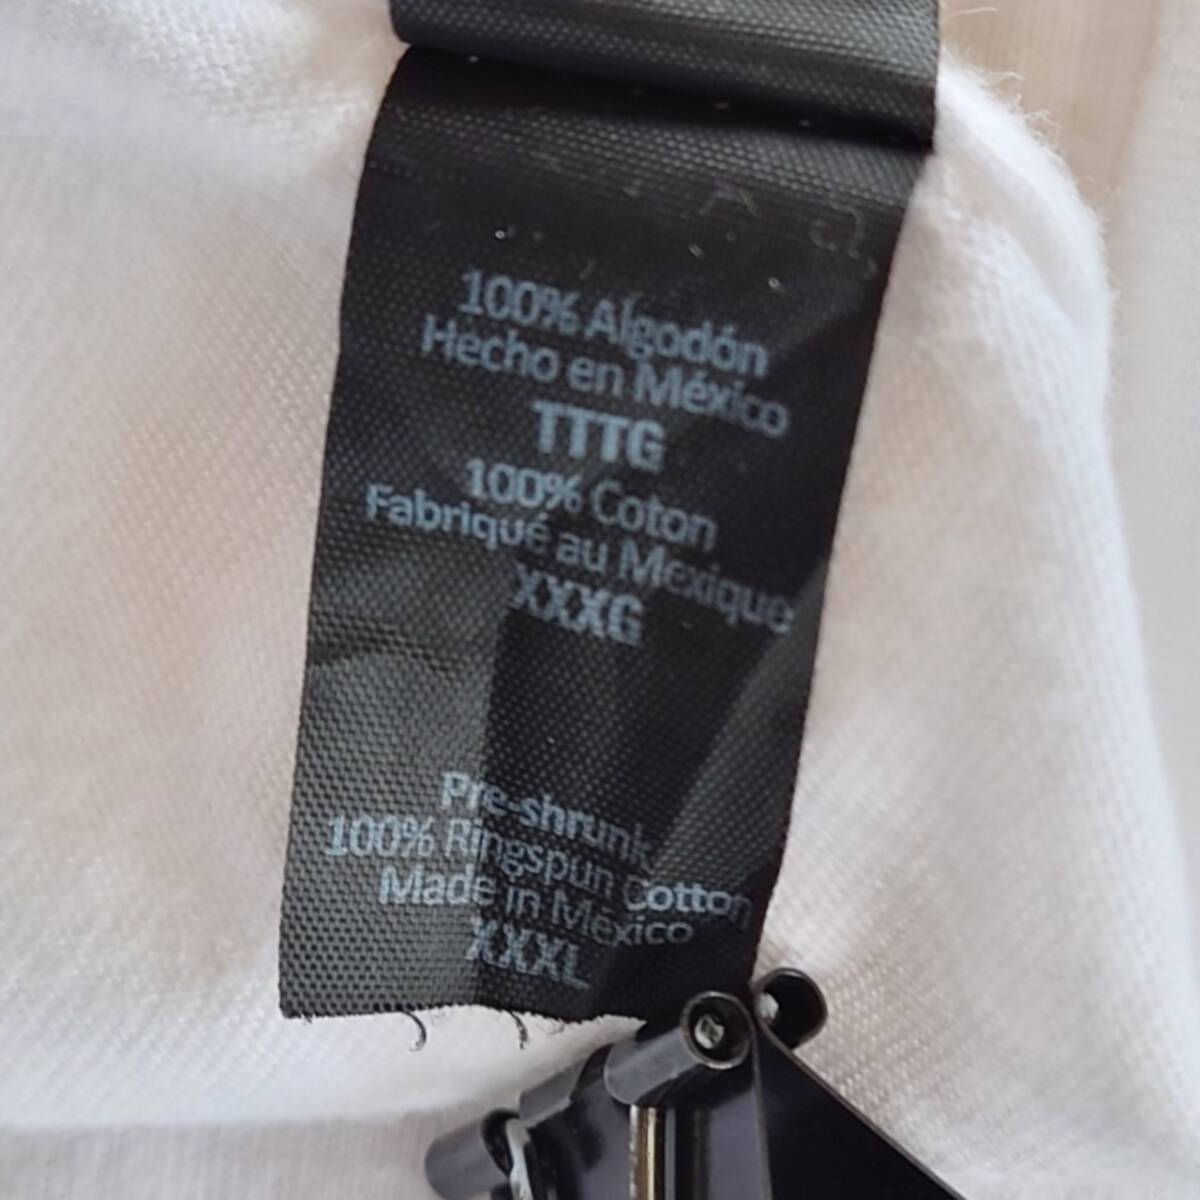 100% Algodón
Hecho en México
TTTG
100% Coton
Fabriqué au Mexique
XXXG
Pre-shrunk
100% Ringspun Cotton
Made in Mexico
XXXL